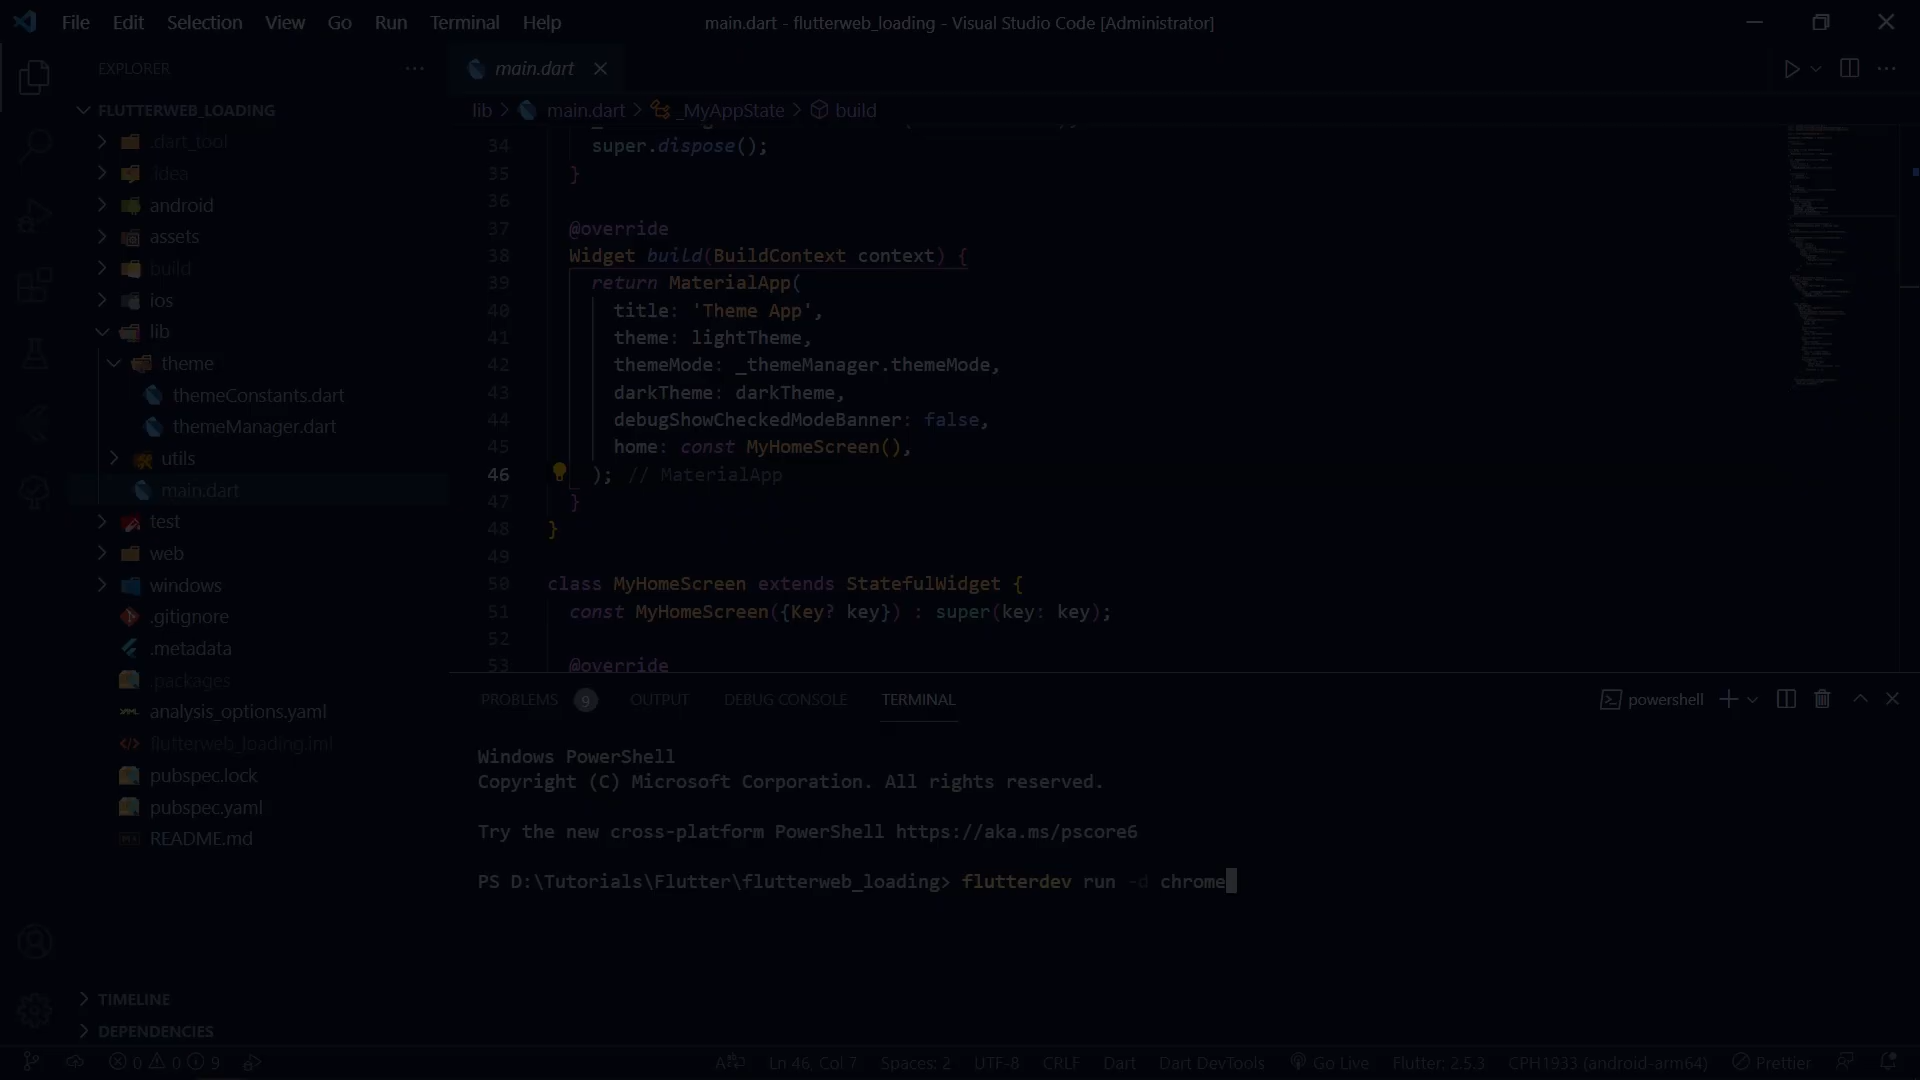 File Edit Selection View Go Run Terminal Help
main.dart - flutterweb_loading - Visual Studio Code [Administrator]
EXPLORER
FLUTTERWEB_LOADING
.dart_tool
.idea
android
assets
build
ios
lib
theme
themeConstants.dart
themeManager.dart
utils
main.dart
test
web
windows
.gitignore
.metadata
.packages
analysis_options.yaml
flutterweb_loading.iml
pubspec.lock
pubspec.yaml
README.md
TIMELINE
DEPENDENCIES
main.dart
lib > main.dart > _MyAppState > build
34 super.dispose();
35 }
36
37 @override
38 Widget build(BuildContext context) {
39 return MaterialApp(
40 title: 'Theme App',
41 theme: lightTheme,
42 themeMode: _themeManager.themeMode,
43 darkTheme: darkTheme,
44 debugShowCheckedModeBanner: false,
45 home: const MyHomeScreen(),
46 ); // MaterialApp
47 }
48 }
49
50 class MyHomeScreen extends StatefulWidget {
51 const MyHomeScreen({Key? key}) : super(key: key);
52
53 @override
PROBLEMS 9 OUTPUT DEBUG CONSOLE TERMINAL
powershell
Windows PowerShell
Copyright (C) Microsoft Corporation. All rights reserved.
Try the new cross-platform PowerShell https://aka.ms/pscore6
PS D:\Tutorials\Flutter\flutterweb_loading> flutterdev run -d chrome
0 0 9
Ln 46, Col 7 Spaces: 2 UTF-8 CRLF Dart Dart DevTools Go Live Flutter: 2.5.3 CPH1933 (android-arm64) Prettier